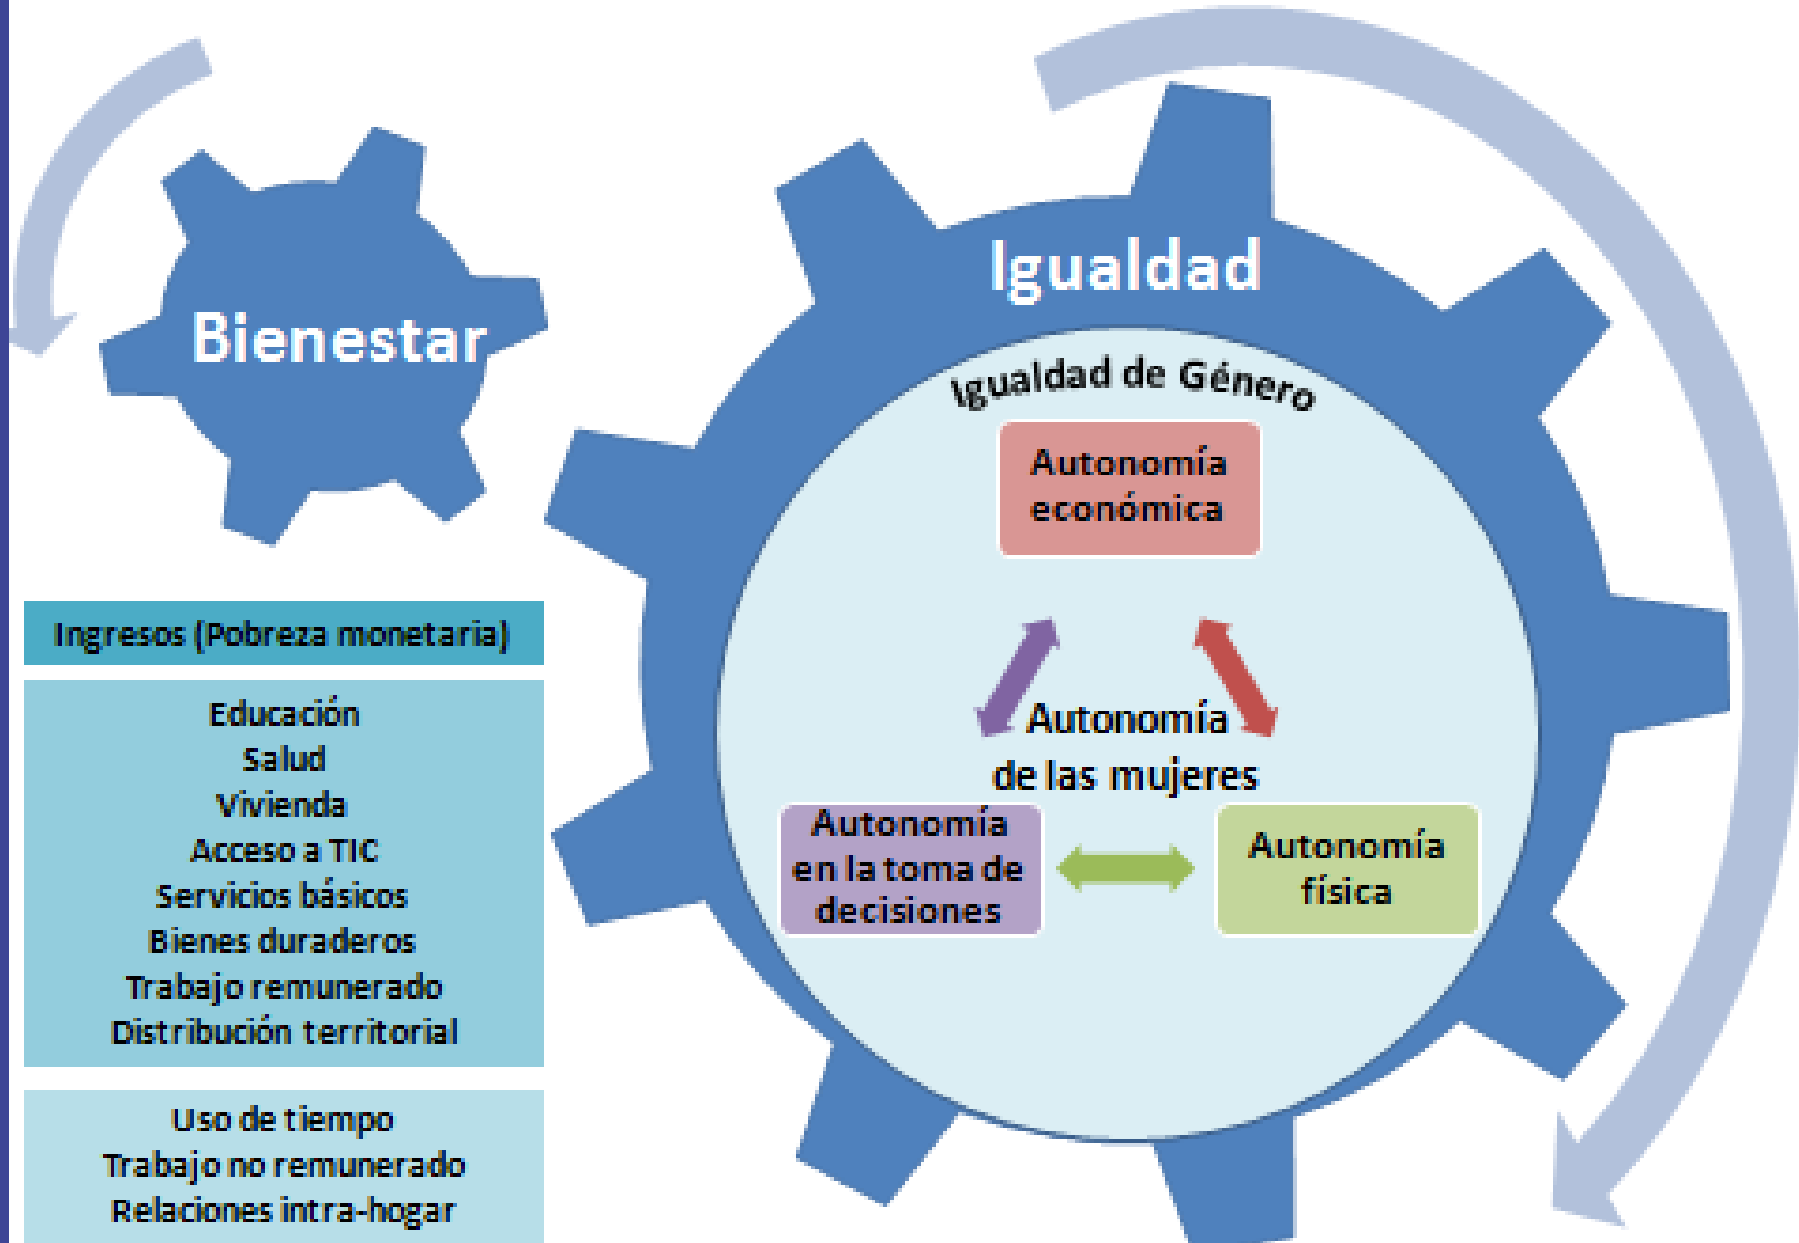 Bienestar
Ingresos (Pobreza monetaria)
Educación
Salud
Vivienda
Acceso a TIC
Servicios básicos
Bienes duraderos
Trabajo remunerado
Distribución territorial
Uso de tiempo
Trabajo no remunerado
Relaciones intra-hogar
Igualdad
Igualdad de Género
Autonomía
económica
Autonomía
de las mujeres
Autonomía
en la toma de
decisiones
Autonomía
física